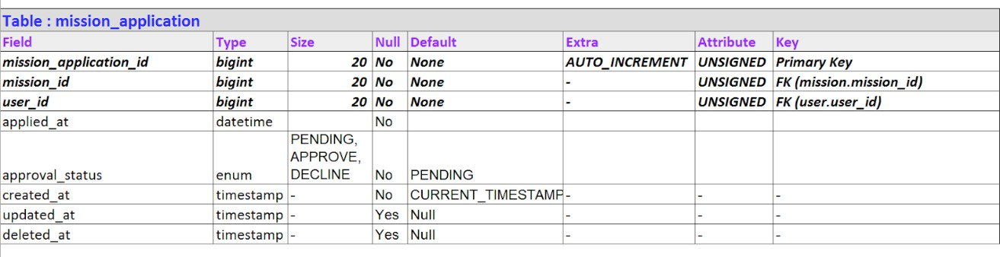 Table : mission_application
Field Type Size Null Default Extra Attribute Key
mission_application_id bigint 20 No None AUTO_INCREMENT UNSIGNED Primary Key
mission_id bigint 20 No None - UNSIGNED FK (mission.mission_id)
user_id bigint 20 No None - UNSIGNED FK (user.user_id)
applied_at datetime No
PENDING,
APPROVE,
approval_status enum DECLINE No PENDING
created_at timestamp - No CURRENT_TIMESTAMP - - -
updated_at timestamp - Yes Null - - -
deleted_at timestamp - Yes Null - - -